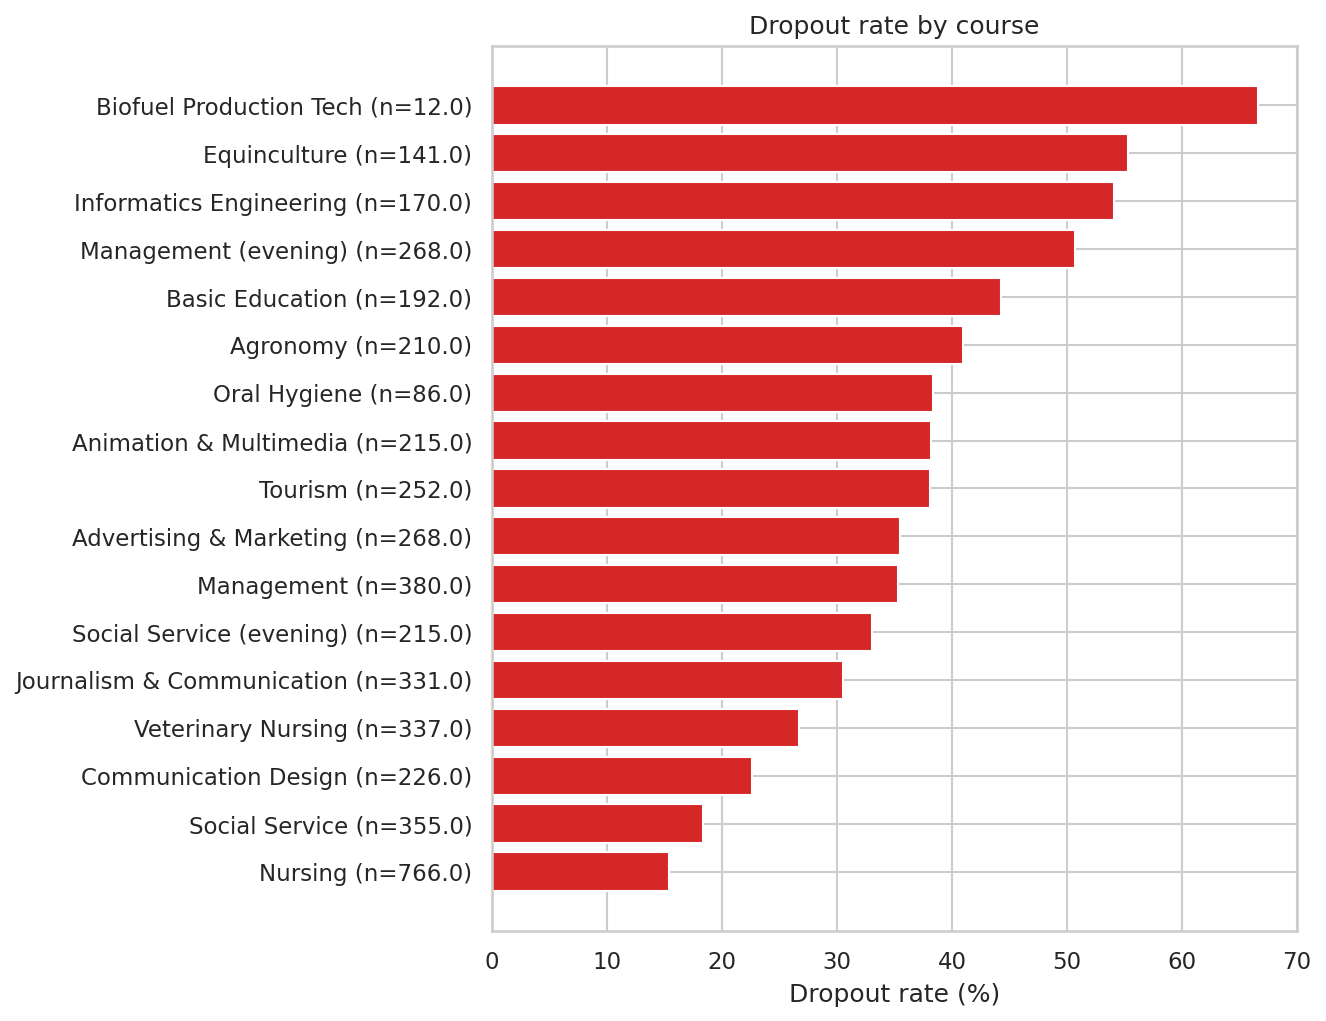 Dropout rate by course
Biofuel Production Tech (n=12.0)
Equinculture (n=141.0)
Informatics Engineering (n=170.0)
Management (evening) (n=268.0)
Basic Education (n=192.0)
Agronomy (n=210.0)
Oral Hygiene (n=86.0)
Animation & Multimedia (n=215.0)
Tourism (n=252.0)
Advertising & Marketing (n=268.0)
Management (n=380.0)
Social Service (evening) (n=215.0)
Journalism & Communication (n=331.0)
Veterinary Nursing (n=337.0)
Communication Design (n=226.0)
Social Service (n=355.0)
Nursing (n=766.0)
0 10 20 30 40 50 60 70
Dropout rate (%)